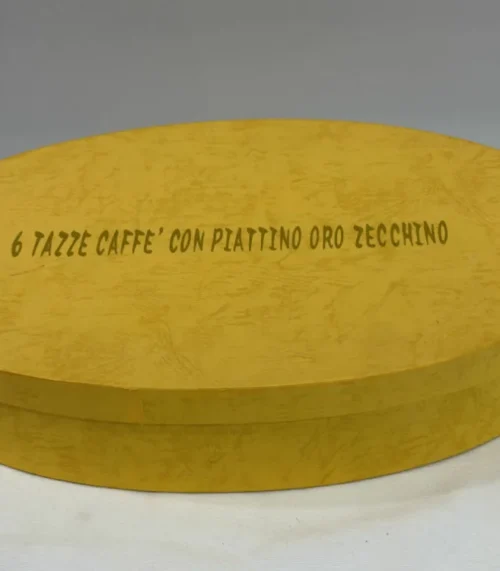 6 TAZZE CAFFE' CON PIATTINO ORO ZECCHINO